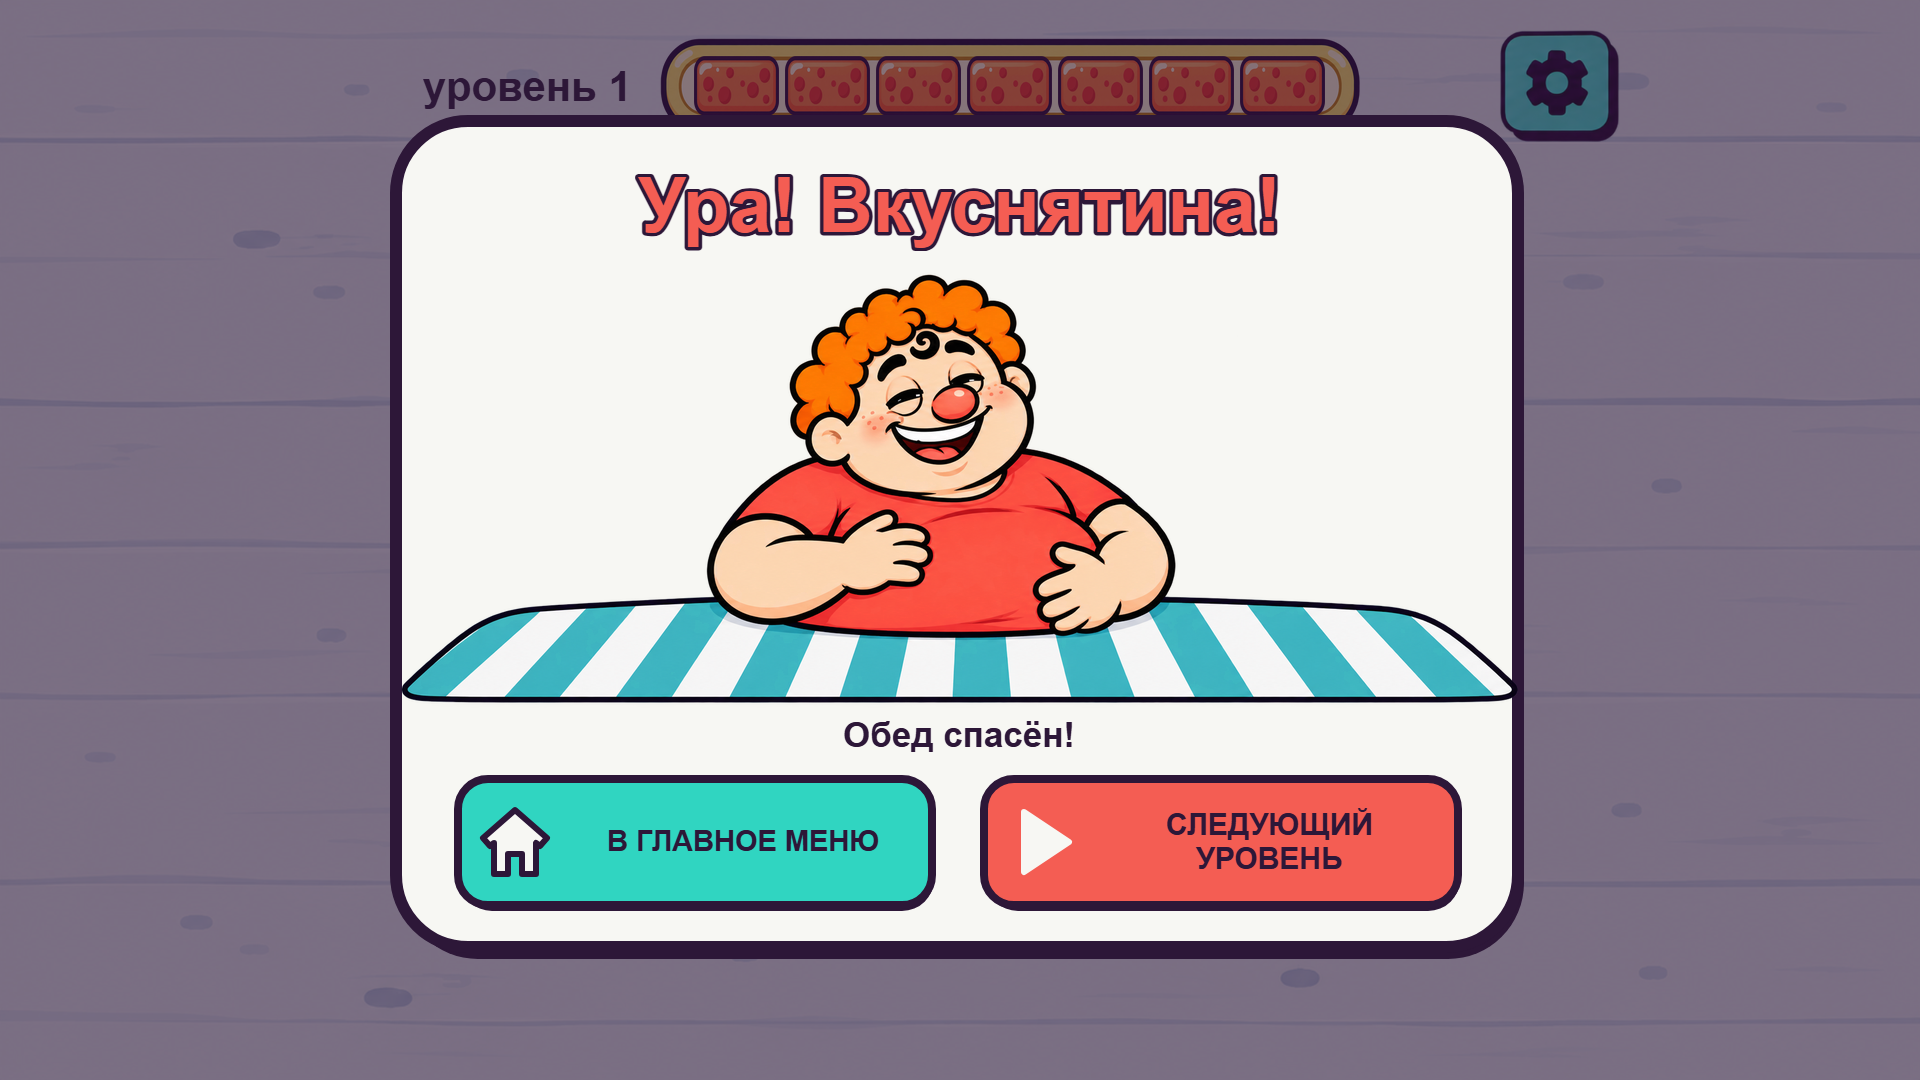 уровень 1
Ура! Вкуснятина!
Обед спасён!
В ГЛАВНОЕ МЕНЮ
СЛЕДУЮЩИЙ
УРОВЕНЬ